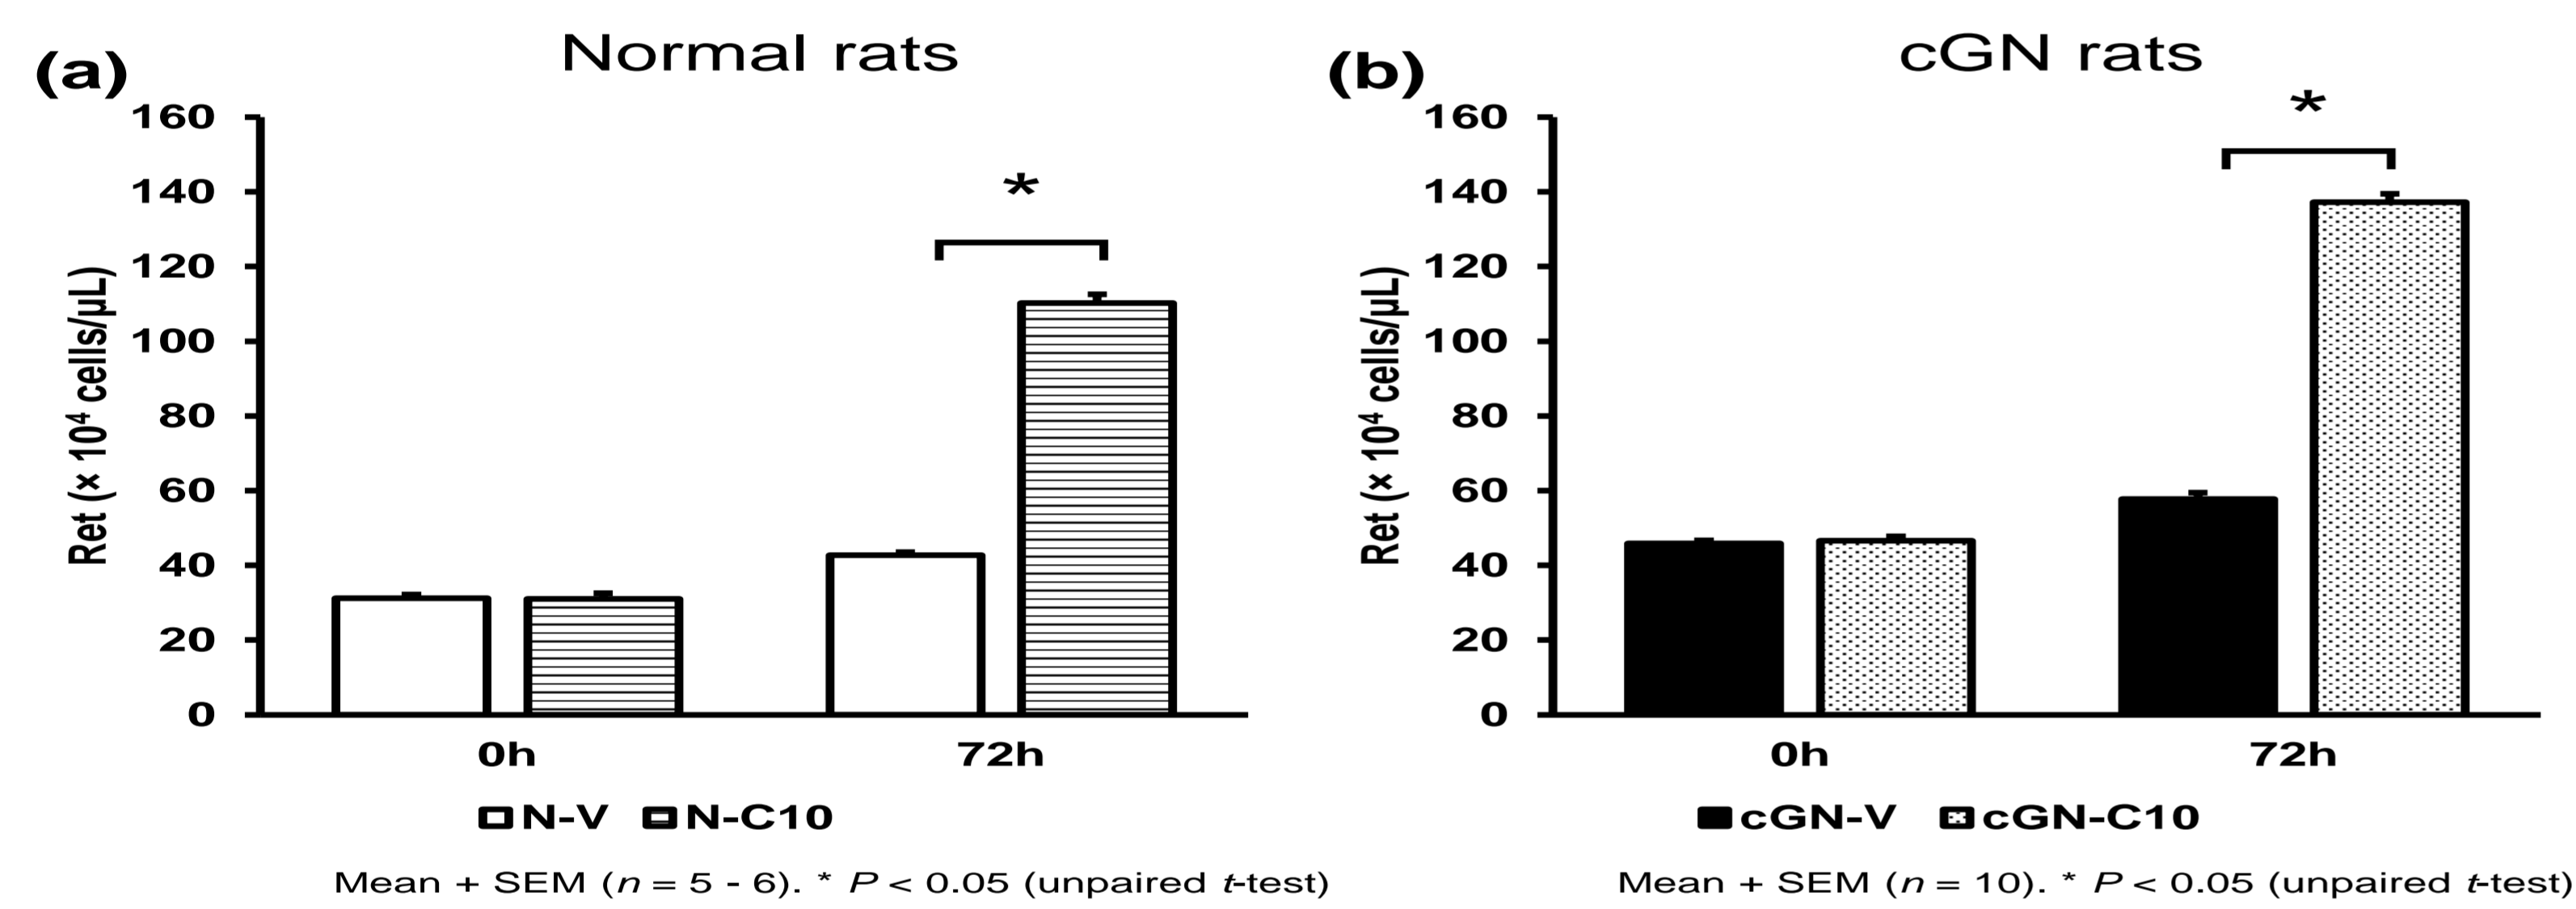 (a)
Normal rats
160
140
120
100
80
60
40
20
0
Ret (× 10⁴ cells/µL)
*
0h
72h
N-V
N-C10
Mean + SEM (n = 5 - 6). * P < 0.05 (unpaired t-test)
(b)
cGN rats
160
140
120
100
80
60
40
20
0
Ret (× 10⁴ cells/µL)
*
0h
72h
cGN-V
cGN-C10
Mean + SEM (n = 10). * P < 0.05 (unpaired t-test)